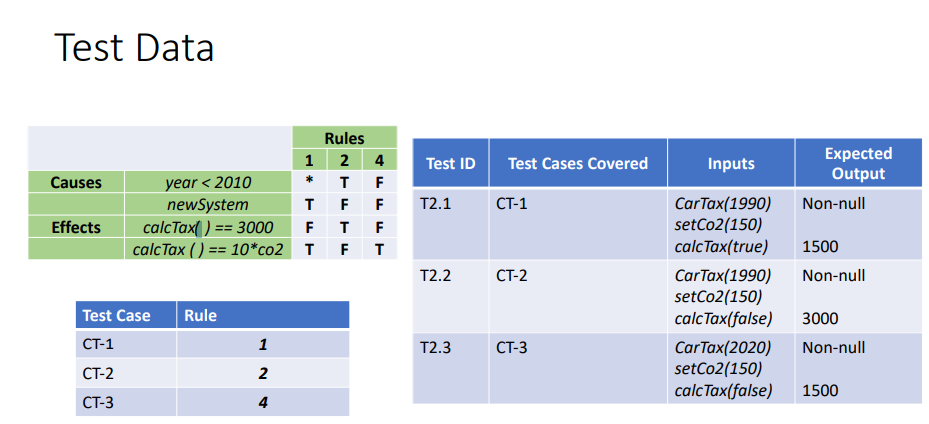 Test Data
Rules
1 2 4
Causes year < 2010 * T F
newSystem T F F
Effects calcTax( ) == 3000 F T F
calcTax ( ) == 10*co2 T F T
Test Case Rule
CT-1 1
CT-2 2
CT-3 4
Test ID Test Cases Covered Inputs Expected
Output
T2.1 CT-1 CarTax(1990) Non-null
setCo2(150)
calcTax(true) 1500
T2.2 CT-2 CarTax(1990) Non-null
setCo2(150)
calcTax(false) 3000
T2.3 CT-3 CarTax(2020) Non-null
setCo2(150)
calcTax(false) 1500